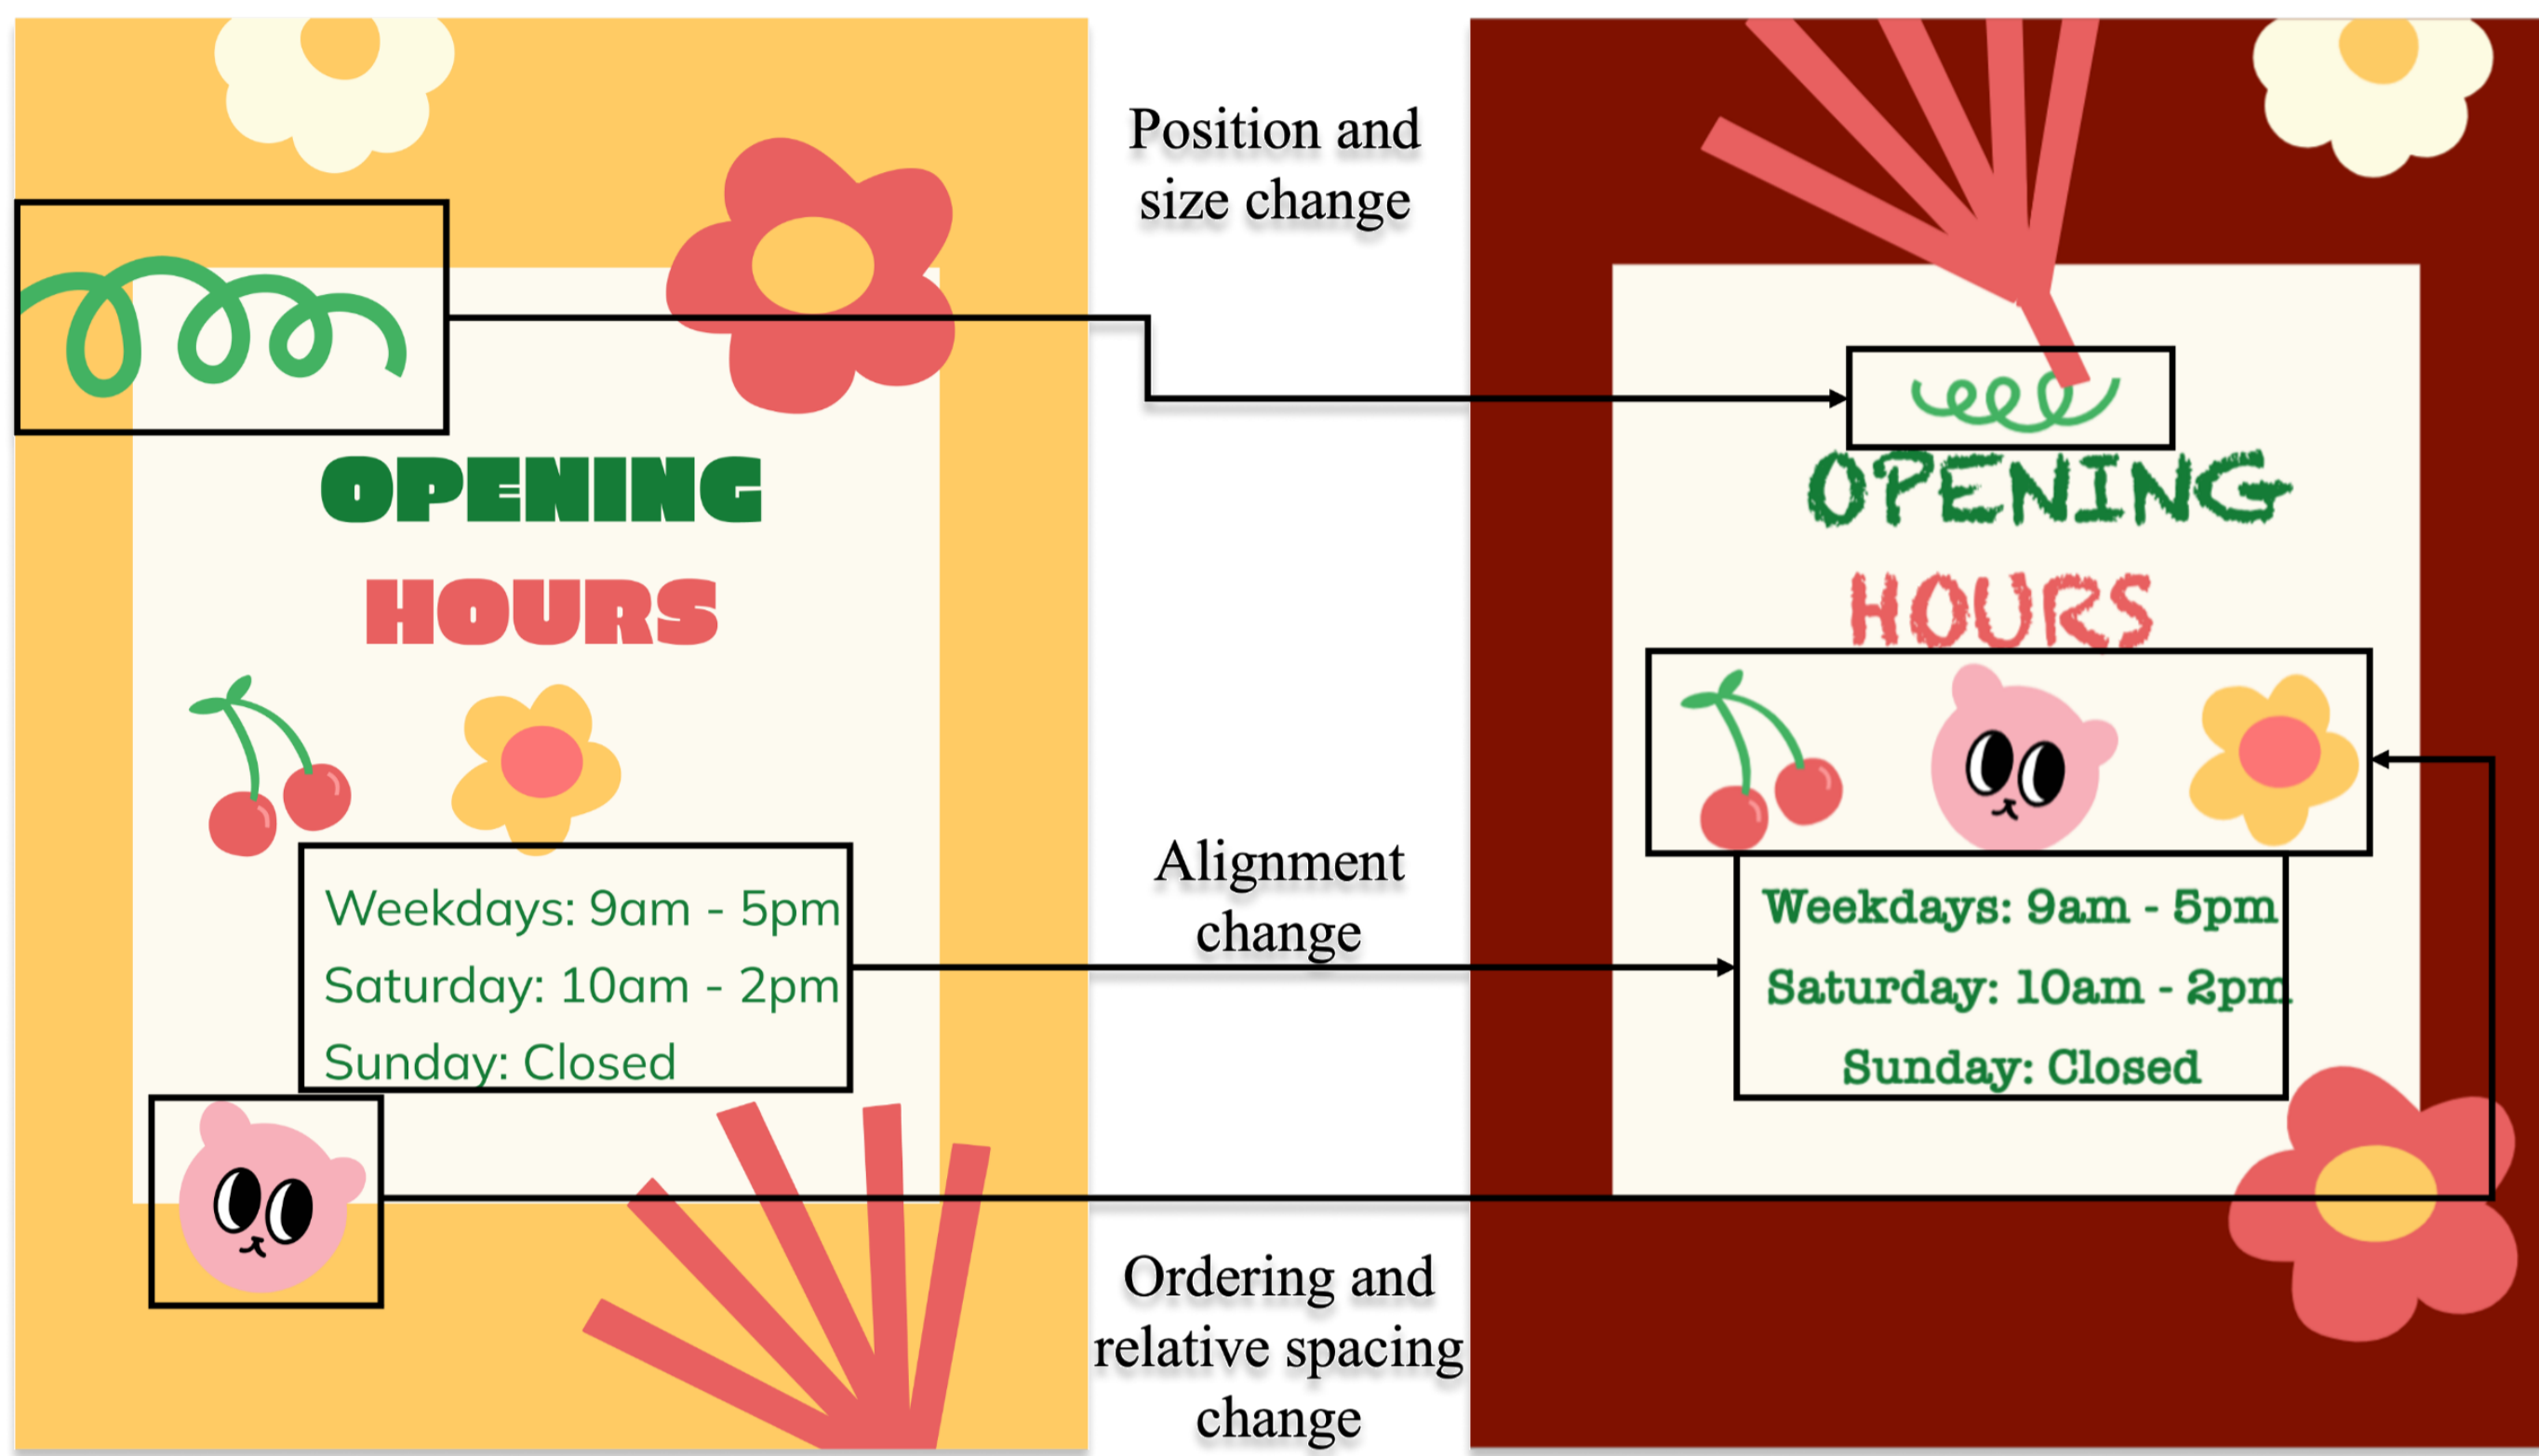 OPENING
HOURS
Weekdays: 9am - 5pm
Saturday: 10am - 2pm
Sunday: Closed
Position and
size change
Alignment
change
Ordering and
relative spacing
change
OPENING
HOURS
Weekdays: 9am - 5pm
Saturday: 10am - 2pm
Sunday: Closed